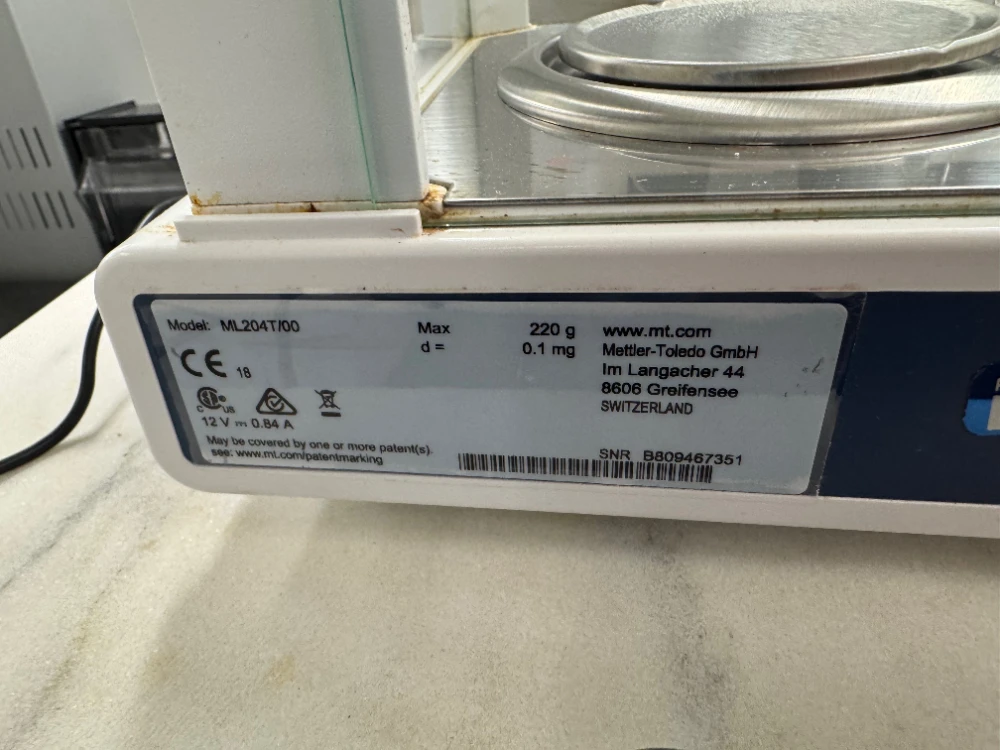 Model: ML204T/00
Max 220 g
d = 0.1 mg
www.mt.com
Mettler-Toledo GmbH
Im Langacher 44
8606 Greifensee
SWITZERLAND
CE 18
C US
12 V ⎓ 0.84 A
May be covered by one or more patent(s).
see: www.mt.com/patentmarking
SNR B809467351